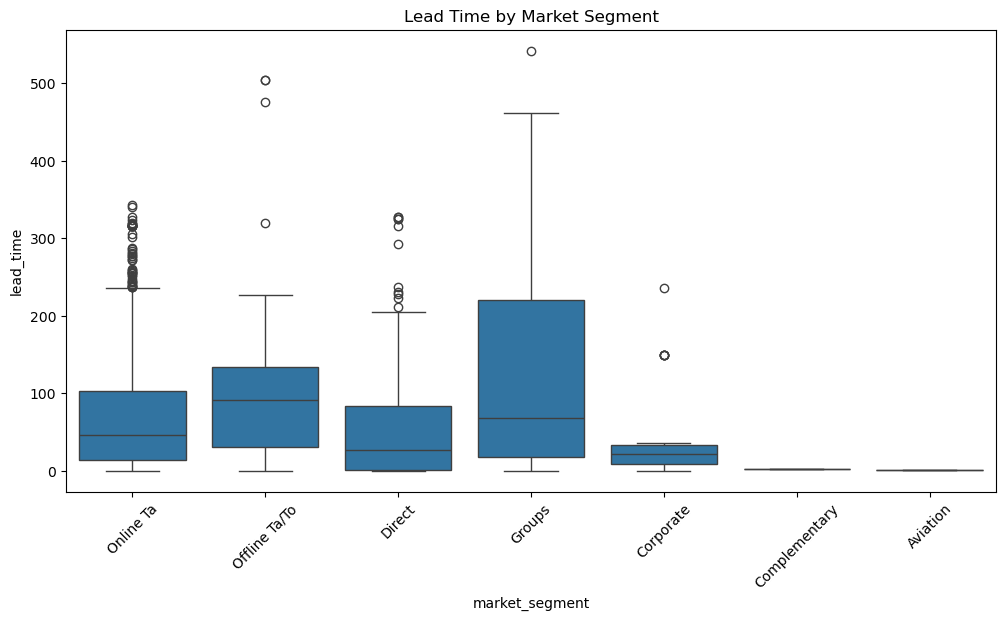 Lead Time by Market Segment
lead_time
500
400
300
200
100
0
Online Ta
Offline Ta/To
Direct
Groups
Corporate
Complementary
Aviation
market_segment